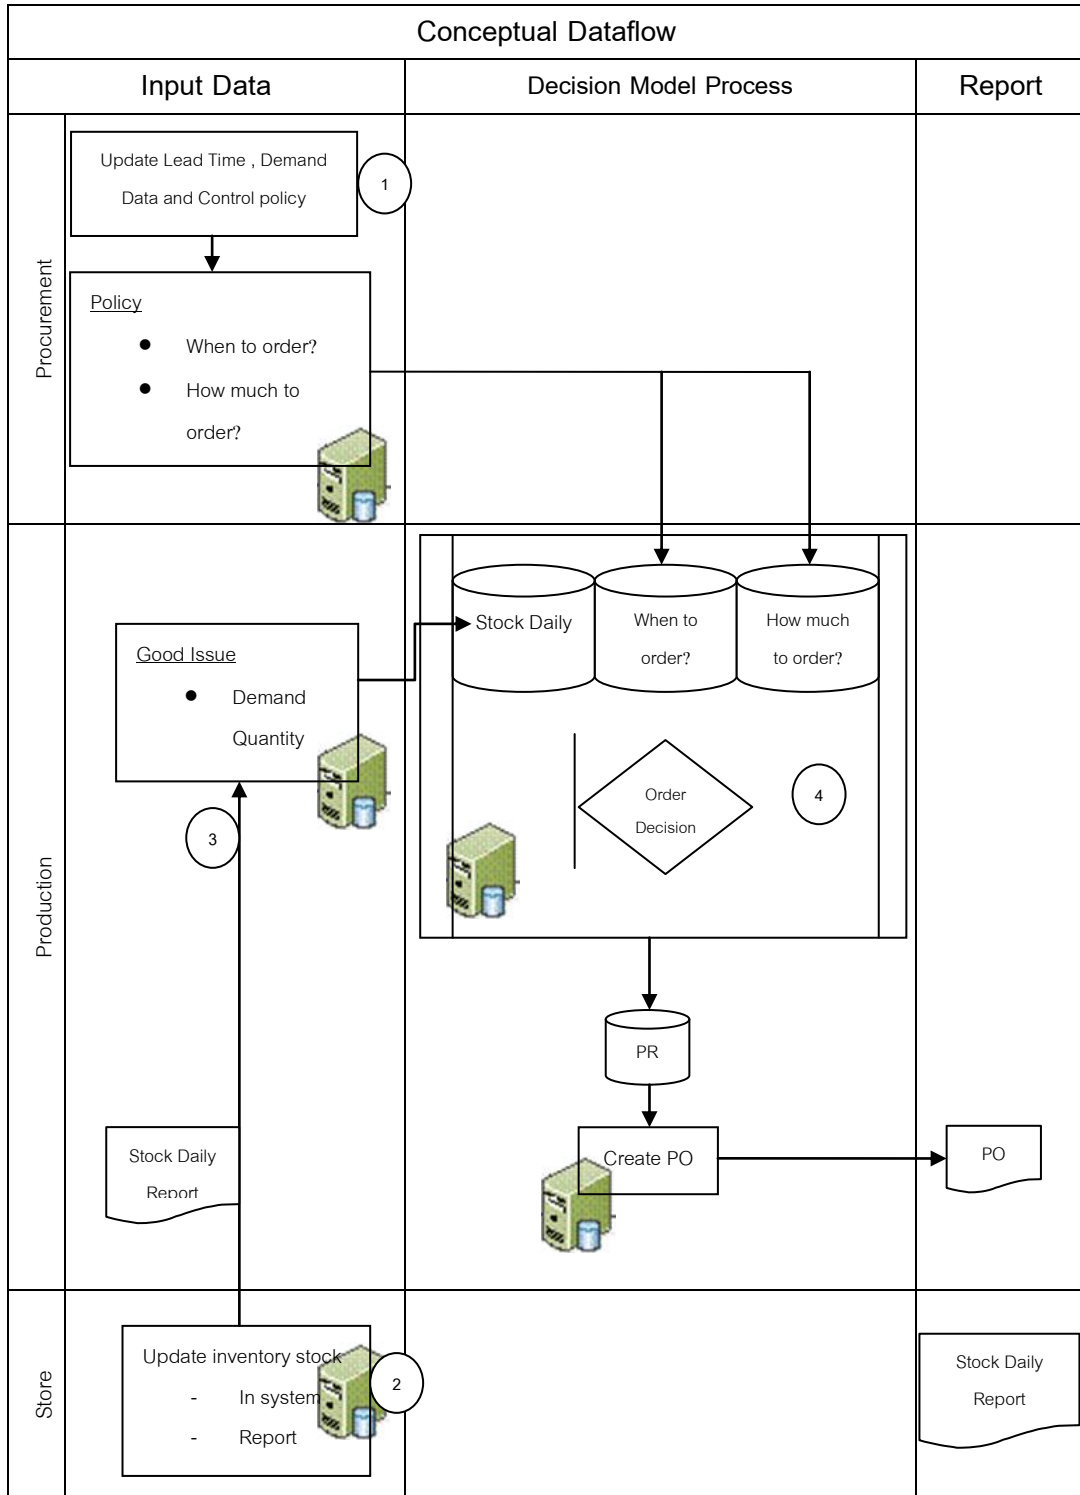 Conceptual Dataflow
Input Data
Decision Model Process
Report
Procurement
Update Lead Time , Demand
Data and Control policy
1
Policy
● When to order?
● How much to
order?
Production
Good Issue
● Demand
Quantity
3
Stock Daily
When to
order?
How much
to order?
Order
Decision
4
PR
Create PO
PO
Stock Daily
Report
Store
Update inventory stock
- In system
- Report
2
Stock Daily
Report